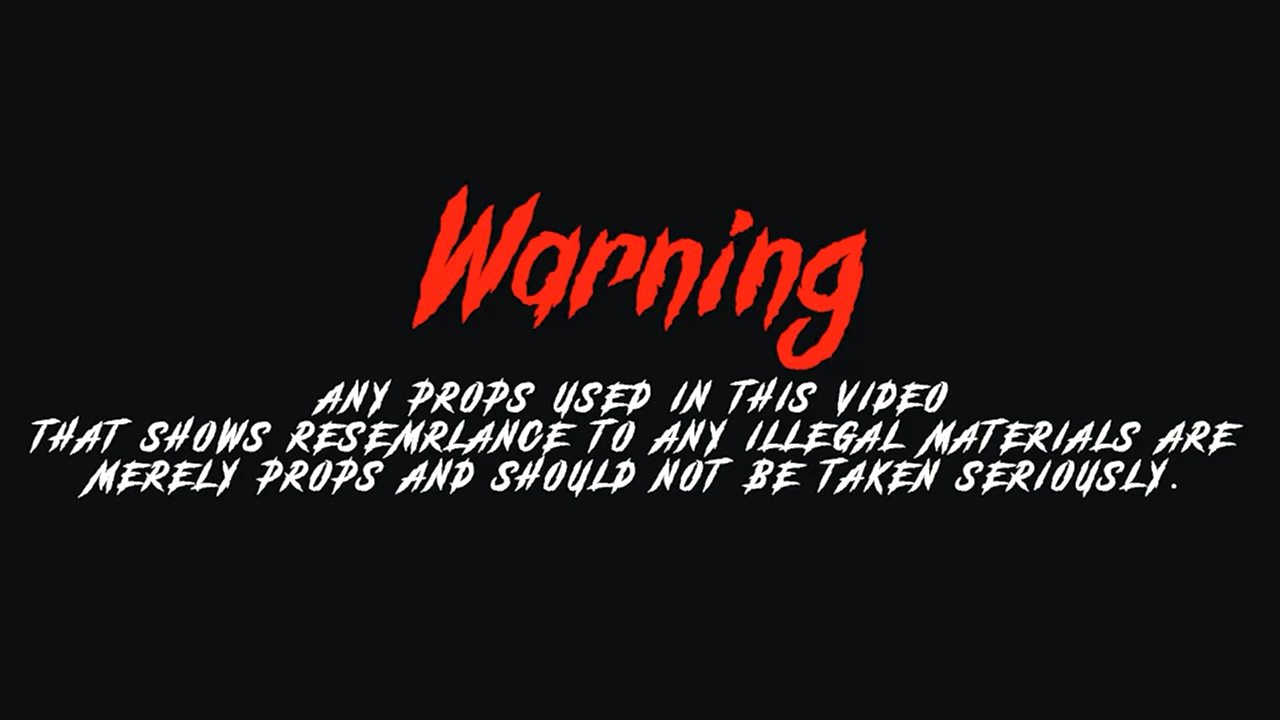 Warning
ANY PROPS USED IN THIS VIDEO
THAT SHOWS RESEMRLANCE TO ANY ILLEGAL MATERIALS ARE
MERELY PROPS AND SHOULD NOT BE TAKEN SERIOUSLY.